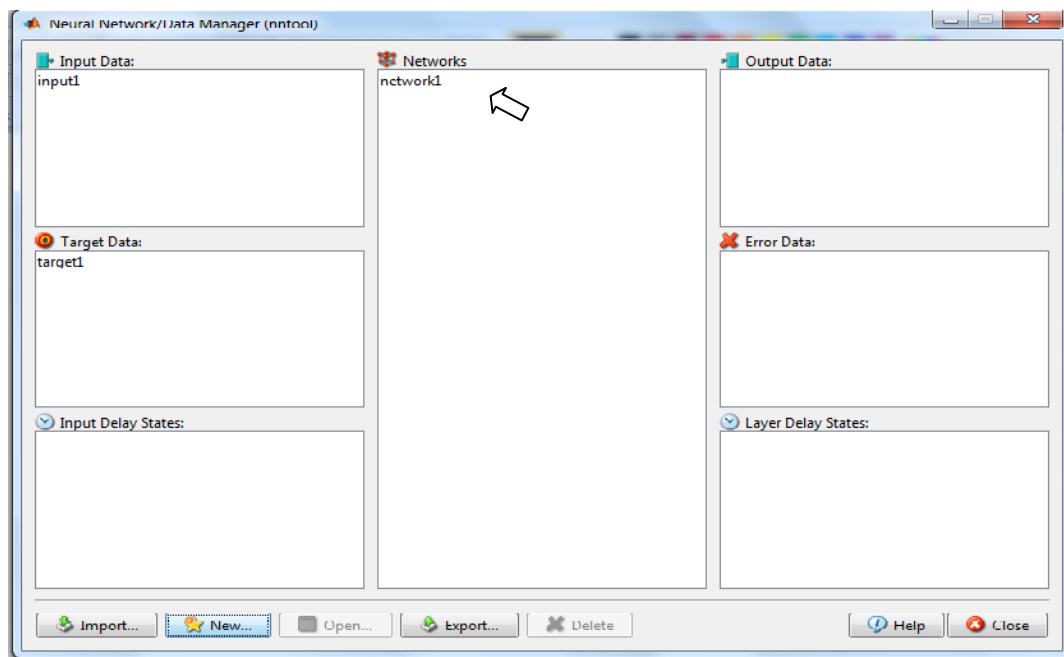 Neural Network/Data Manager (nntool)
Input Data:
input1
Networks
network1
Output Data:
Target Data:
target1
Error Data:
Input Delay States:
Layer Delay States:
Import...
New...
Open...
Export...
Delete
Help
Close